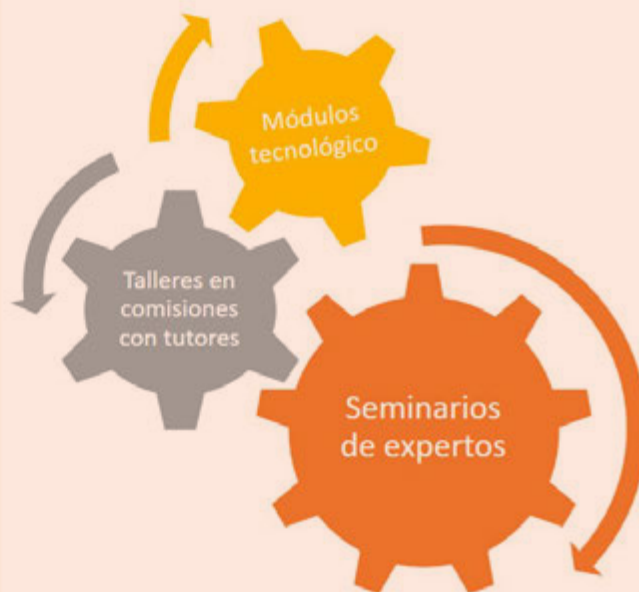 Módulos
tecnológico
Talleres en
comisiones
con tutores
Seminarios
de expertos